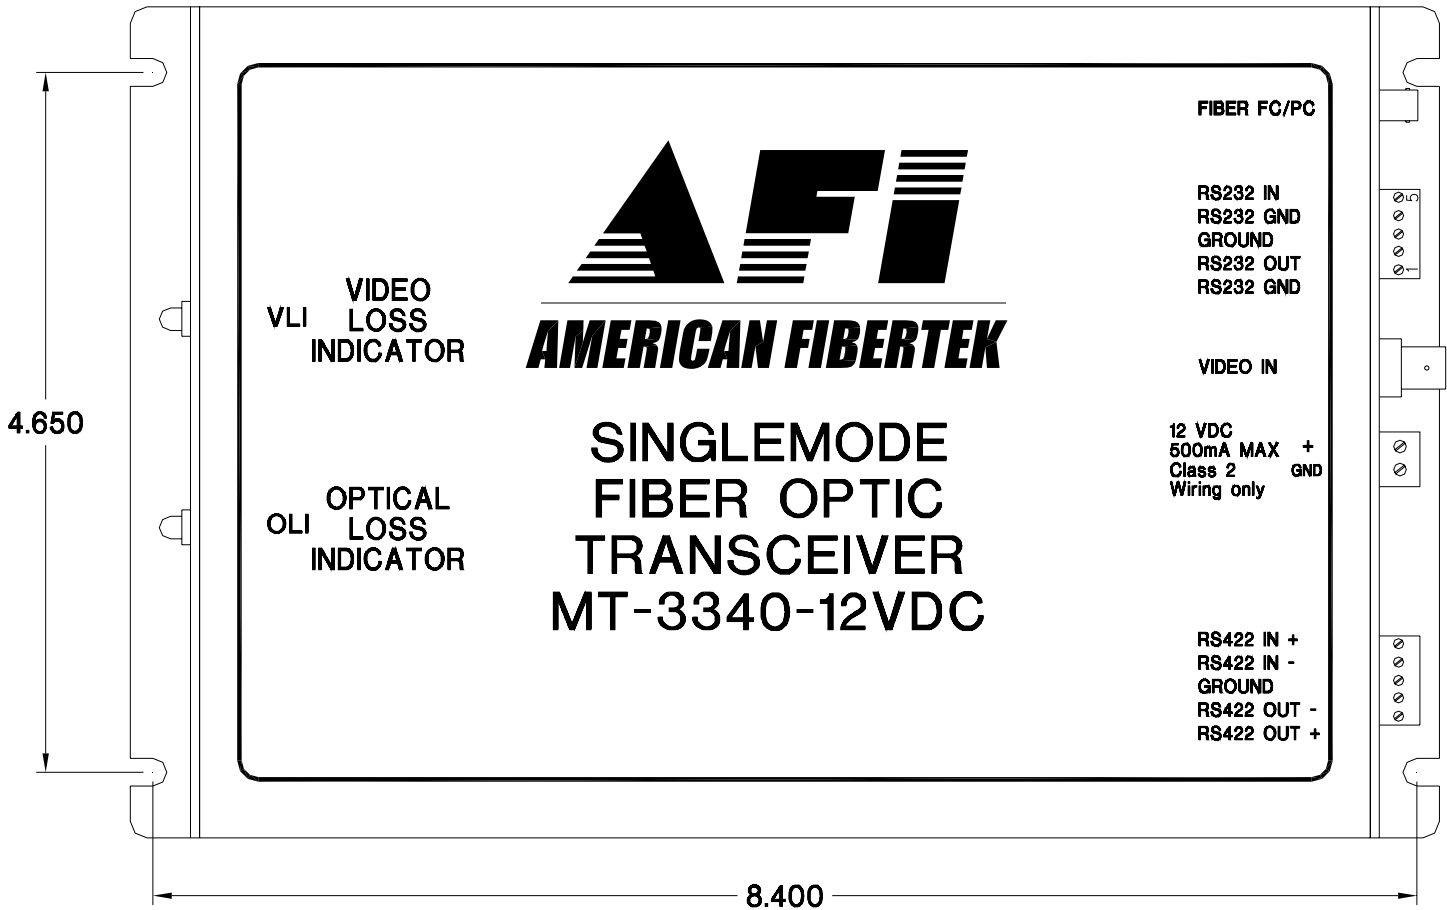 FIBER FC/PC
AFI
AMERICAN FIBERTEK
RS232 IN
RS232 GND
GROUND
RS232 OUT
RS232 GND
5
1
VLI
VIDEO
LOSS
INDICATOR
VIDEO IN
4.650
SINGLEMODE
FIBER OPTIC
TRANSCEIVER
MT-3340-12VDC
12 VDC
500mA MAX +
Class 2 GND
Wiring only
OLI
OPTICAL
LOSS
INDICATOR
RS422 IN +
RS422 IN -
GROUND
RS422 OUT -
RS422 OUT +
8.400